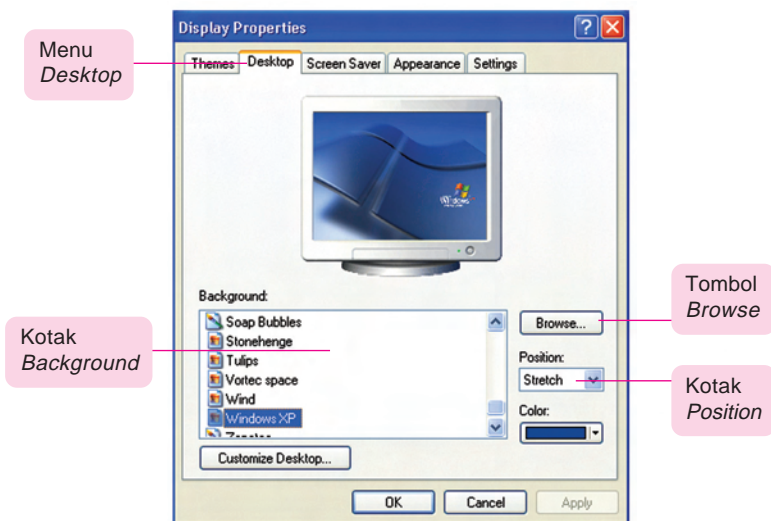 Display Properties
Menu
Desktop
Themes Desktop Screen Saver Appearance Settings
Windows
Background:
Soap Bubbles
Stonehenge
Tulips
Vortec space
Wind
Windows XP
Browse...
Position:
Stretch
Color:
Customize Desktop...
OK Cancel Apply
Kotak
Background
Tombol
Browse
Kotak
Position